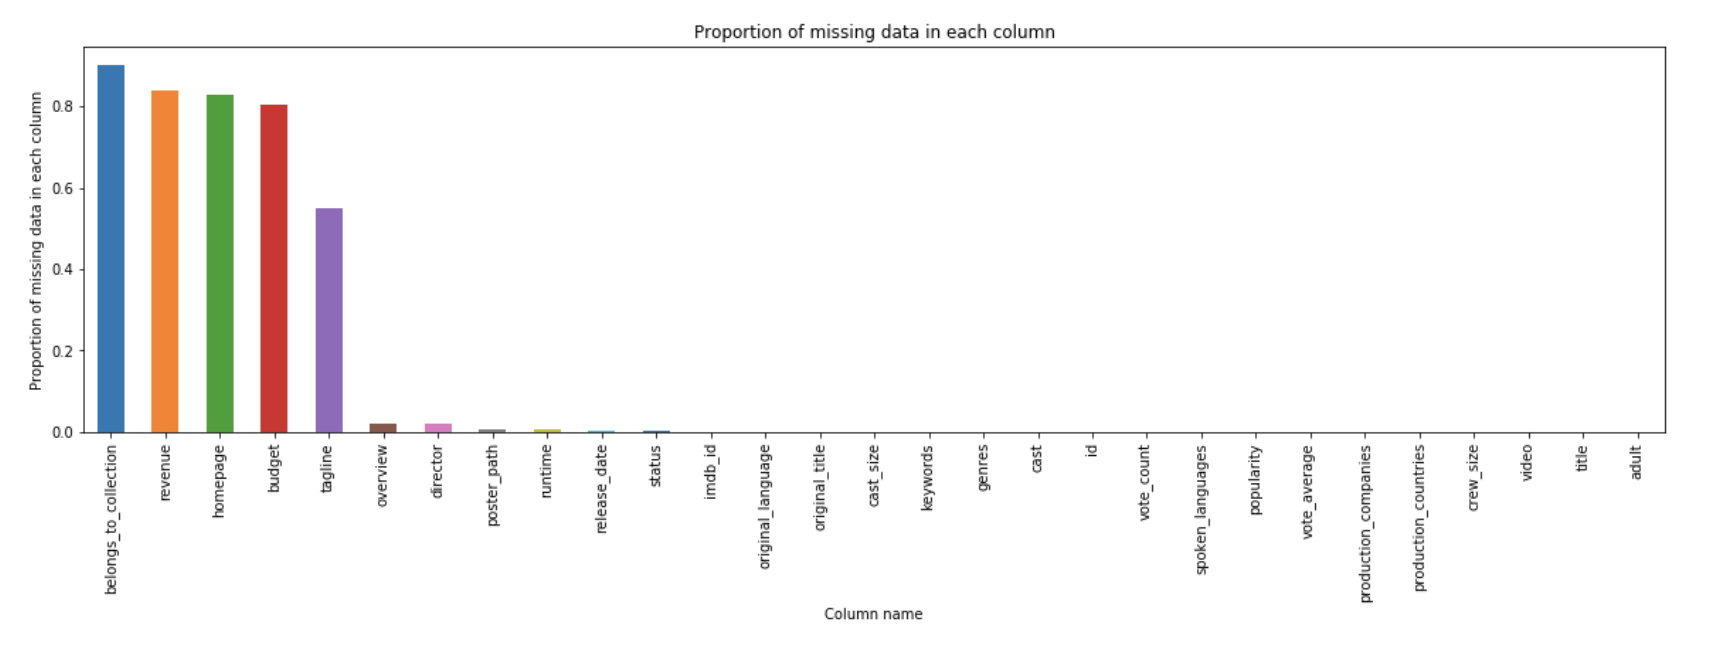 Proportion of missing data in each column
Proportion of missing data in each column
0.8
0.6
0.4
0.2
0.0
belongs_to_collection
revenue
homepage
budget
tagline
overview
director
poster_path
runtime
release_date
status
imdb_id
original_language
original_title
cast_size
keywords
genres
cast
id
vote_count
spoken_languages
popularity
vote_average
production_companies
production_countries
crew_size
video
title
adult
Column name